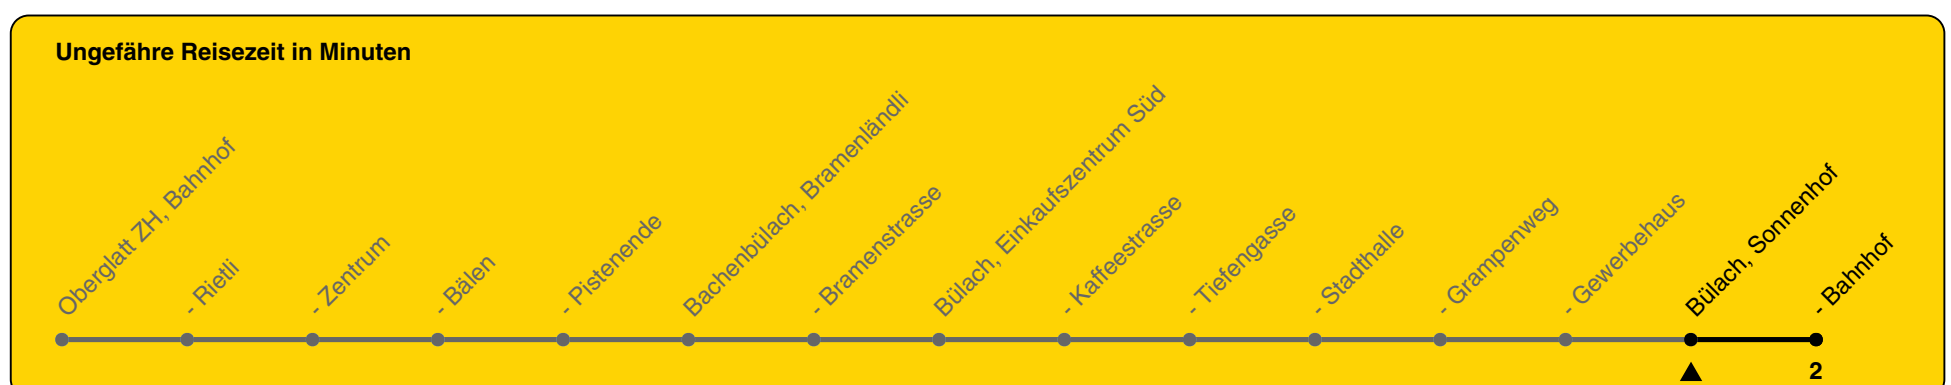 Ungefähre Reisezeit in Minuten
Oberglatt ZH, Bahnhof
- Rietli
- Zentrum
- Bälen
- Pistenende
Bachenbülach, Bramenländli
- Bramenstrasse
Bülach, Einkaufszentrum Süd
- Kaffeestrasse
- Tiefengasse
- Stadthalle
- Grampenweg
- Gewerbehaus
Bülach, Sonnenhof
- Bahnhof
2